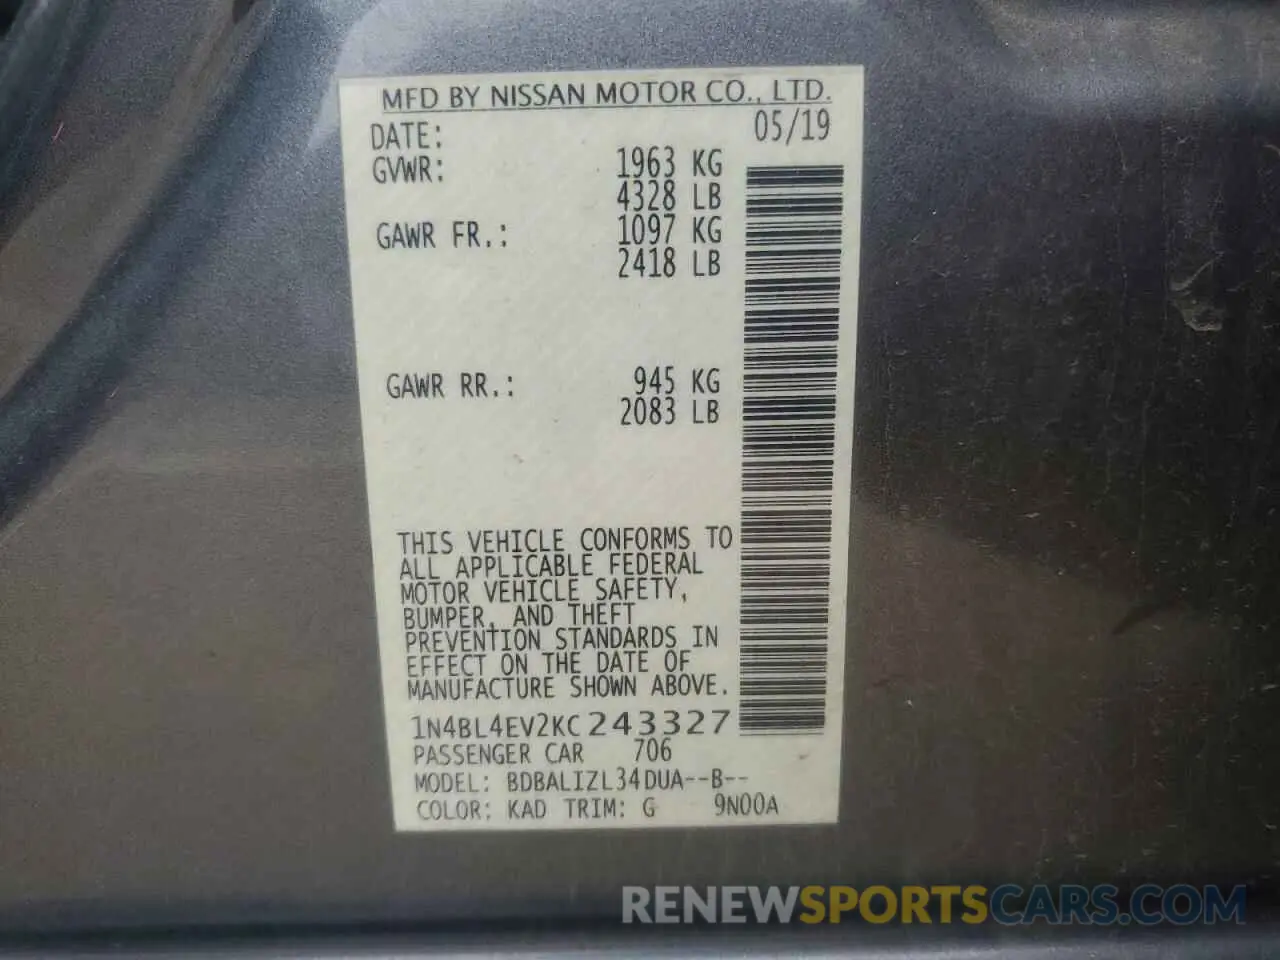 MFD BY NISSAN MOTOR CO., LTD.
DATE: 05/19
GVWR: 1963 KG
4328 LB
GAWR FR.: 1097 KG
2418 LB
GAWR RR.: 945 KG
2083 LB
THIS VEHICLE CONFORMS TO
ALL APPLICABLE FEDERAL
MOTOR VEHICLE SAFETY,
BUMPER, AND THEFT
PREVENTION STANDARDS IN
EFFECT ON THE DATE OF
MANUFACTURE SHOWN ABOVE.
1N4BL4EV2KC243327
PASSENGER CAR 706
MODEL: BDBALIZL34DUA--B--
COLOR: KAD TRIM: G 9N00A
RENEWSPORTSCARS.COM